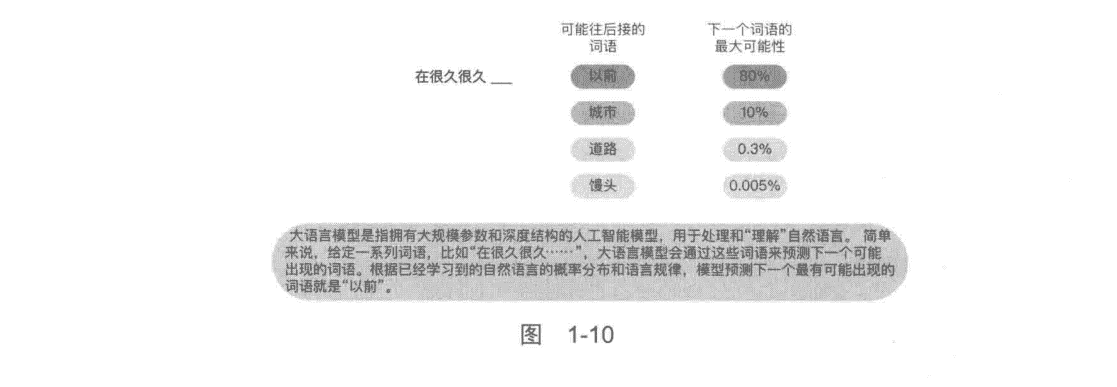 可能往后接的 下一个词语的
词语 最大可能性
在很久很久 ___ 以前 80%
城市 10%
道路 0.3%
馒头 0.005%
大语言模型是指拥有大规模参数和深度结构的人工智能模型，用于处理和“理解”自然语言。 简单
来说，给定一系列词语，比如“在很久很久……”，大语言模型会通过这些词语来预测下一个可能
出现的词语。根据已经学习到的自然语言的概率分布和语言规律，模型预测下一个最有可能出现的
词语就是“以前”。
图 1-10